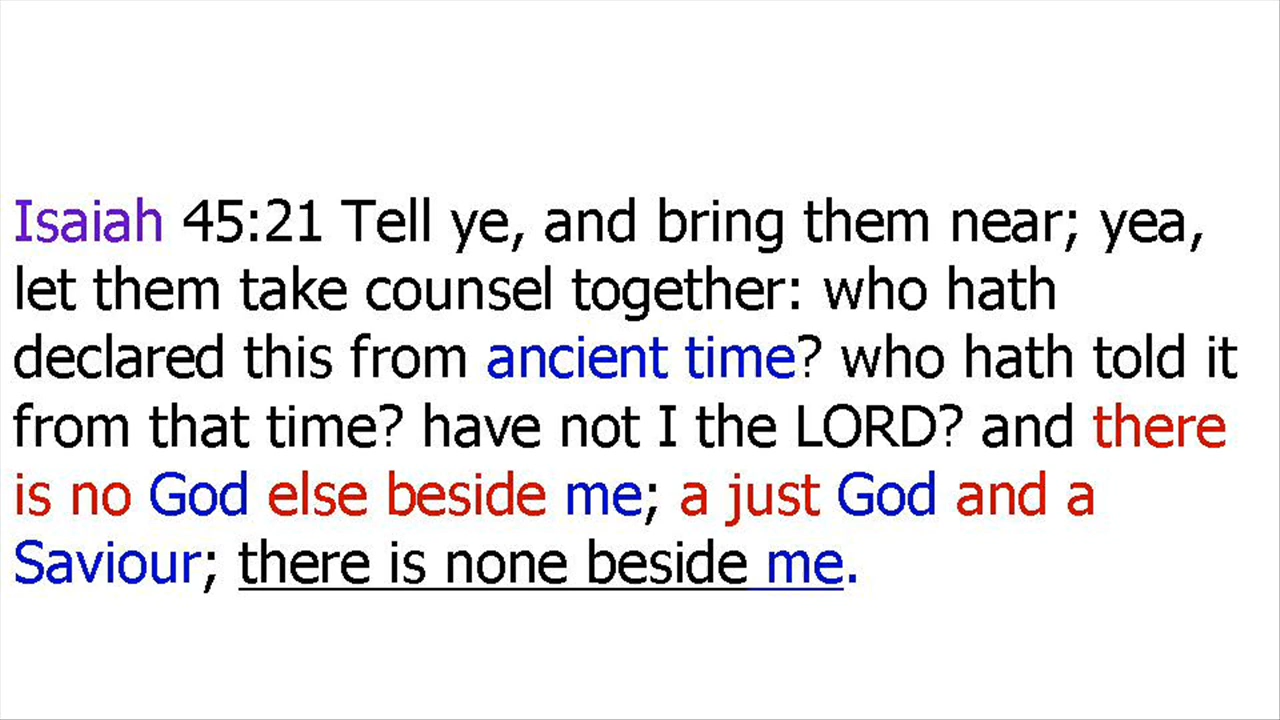 Isaiah 45:21 Tell ye, and bring them near; yea,
let them take counsel together: who hath
declared this from ancient time? who hath told it
from that time? have not I the LORD? and there
is no God else beside me; a just God and a
Saviour; there is none beside me.